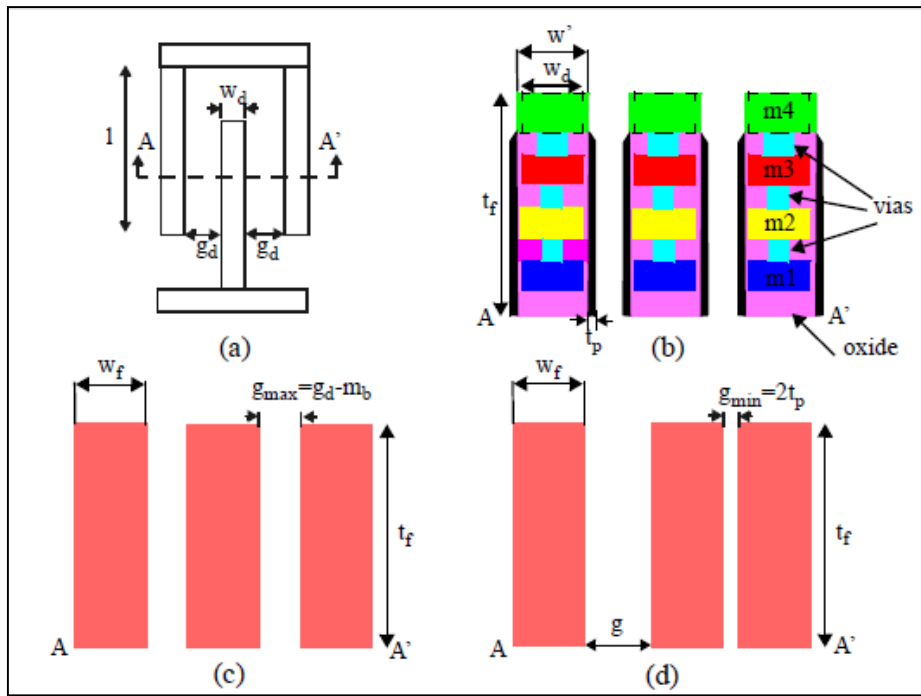 w_d
l
A
A'
g_d
g_d
(a)
w'
w_d
m4
m3
t_f
vias
m2
m1
A
A'
t_p
oxide
(b)
w_f
g_max=g_d-m_b
t_f
A
A'
(c)
w_f
g_min=2t_p
t_f
g
A
A'
(d)